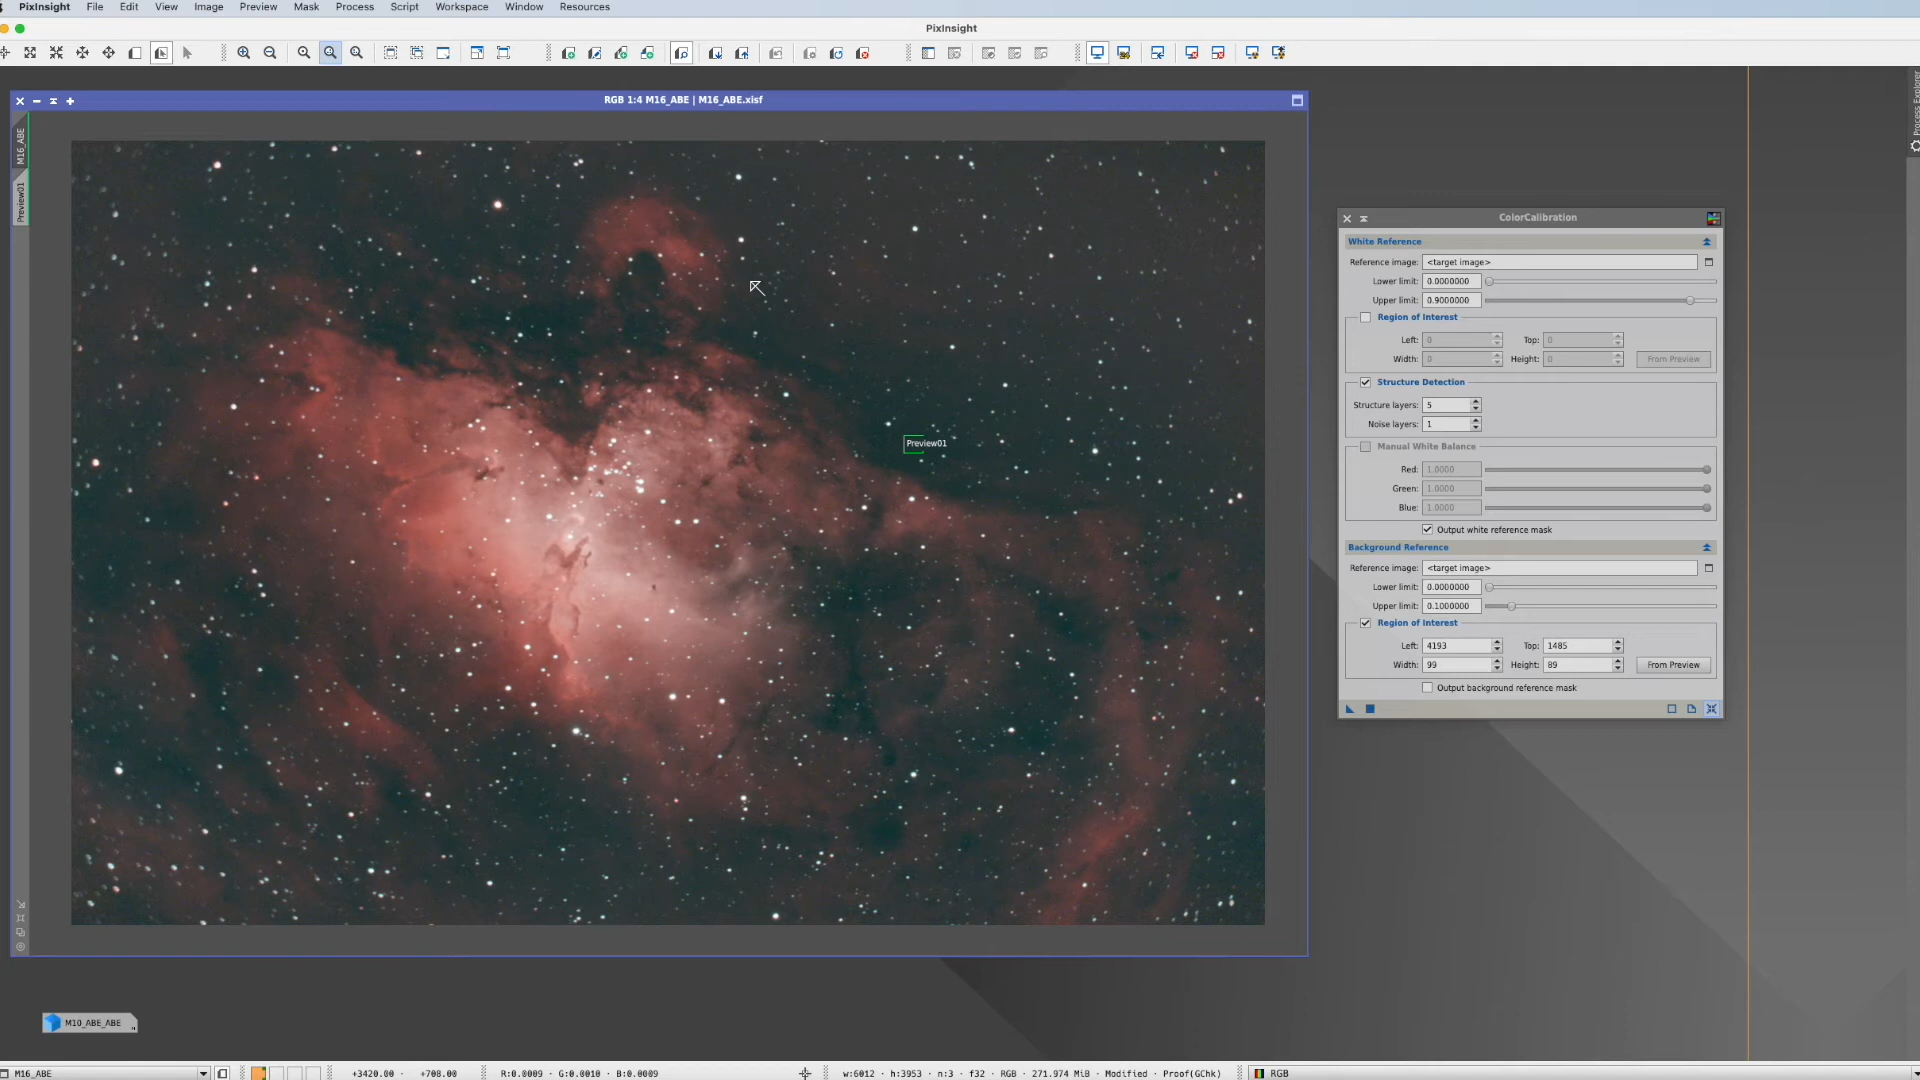 PixInsight File Edit View Image Preview Mask Process Script Workspace Window Resources
PixInsight
RGB 1:4 M16_ABE | M16_ABE.xisf
M16_ABE
Preview01
Preview01
Process Explorer
ColorCalibration
White Reference
Reference image: <target image>
Lower limit: 0.0000000
Upper limit: 0.9000000
Region of Interest
Left: 0 Top: 0
Width: 0 Height: 0 From Preview
Structure Detection
Structure layers: 5
Noise layers: 1
Manual White Balance
Red: 1.0000
Green: 1.0000
Blue: 1.0000
Output white reference mask
Background Reference
Reference image: <target image>
Lower limit: 0.0000000
Upper limit: 0.1000000
Region of Interest
Left: 4193 Top: 1485
Width: 99 Height: 89 From Preview
Output background reference mask
M10_ABE_ABE
M16_ABE +3420.00 · +708.00 R:0.0009 · G:0.0010 · B:0.0009 w:6012 · h:3953 · n:3 · f32 · RGB · 271.974 MiB · Modified · Proof(GChk) RGB